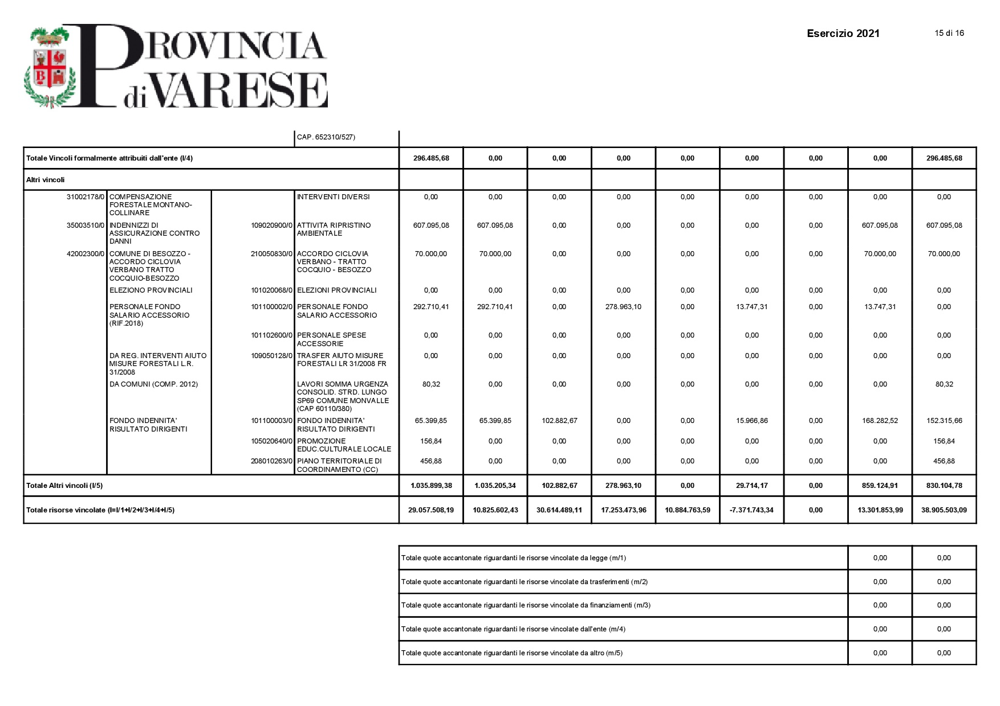 PROVINCIA
di VARESE
B
Esercizio 2021
15 di 16
CAP. 652310/527)
Totale Vincoli formalmente attribuiti dall'ente (l/4) 296.485,68 0,00 0,00 0,00 0,00 0,00 0,00 0,00 296.485,68
Altri vincoli
31002178/0 COMPENSAZIONE INTERVENTI DIVERSI 0,00 0,00 0,00 0,00 0,00 0,00 0,00 0,00 0,00
FORESTALE MONTANO-
COLLINARE
35003510/0 INDENNIZZI DI 109020900/0 ATTIVITA RIPRISTINO 607.095,08 607.095,08 0,00 0,00 0,00 0,00 0,00 607.095,08 607.095,08
ASSICURAZIONE CONTRO AMBIENTALE
DANNI
42002300/0 COMUNE DI BESOZZO - 210050830/0 ACCORDO CICLOVIA 70.000,00 70.000,00 0,00 0,00 0,00 0,00 0,00 70.000,00 70.000,00
ACCORDO CICLOVIA VERBANO - TRATTO
VERBANO TRATTO COCQUIO - BESOZZO
COCQUIO-BESOZZO
ELEZIONO PROVINCIALI 101020068/0 ELEZIONI PROVINCIALI 0,00 0,00 0,00 0,00 0,00 0,00 0,00 0,00 0,00
PERSONALE FONDO 101100002/0 PERSONALE FONDO 292.710,41 292.710,41 0,00 278.963,10 0,00 13.747,31 0,00 13.747,31 0,00
SALARIO ACCESSORIO SALARIO ACCESSORIO
(RIF.2018)
101102600/0 PERSONALE SPESE 0,00 0,00 0,00 0,00 0,00 0,00 0,00 0,00 0,00
ACCESSORIE
DA REG. INTERVENTI AIUTO 109050128/0 TRASFER AIUTO MISURE 0,00 0,00 0,00 0,00 0,00 0,00 0,00 0,00 0,00
MISURE FORESTALI L.R. FORESTALI LR 31/2008 FR
31/2008
DA COMUNI (COMP. 2012) LAVORI SOMMA URGENZA 80,32 0,00 0,00 0,00 0,00 0,00 0,00 0,00 80,32
CONSOLID. STRD. LUNGO
SP69 COMUNE MONVALLE
(CAP 60110/380)
FONDO INDENNITA' 101100003/0 FONDO INDENNITA' 65.399,85 65.399,85 102.882,67 0,00 0,00 15.966,86 0,00 168.282,52 152.315,66
RISULTATO DIRIGENTI RISULTATO DIRIGENTI
105020640/0 PROMOZIONE 156,84 0,00 0,00 0,00 0,00 0,00 0,00 0,00 156,84
EDUC.CULTURALE LOCALE
208010263/0 PIANO TERRITORIALE DI 456,88 0,00 0,00 0,00 0,00 0,00 0,00 0,00 456,88
COORDINAMENTO (CC)
Totale Altri vincoli (l/5) 1.035.899,38 1.035.205,34 102.882,67 278.963,10 0,00 29.714,17 0,00 859.124,91 830.104,78
Totale risorse vincolate (l=l/1+l/2+l/3+l/4+l/5) 29.057.508,19 10.825.602,43 30.614.489,11 17.253.473,96 10.884.763,59 -7.371.743,34 0,00 13.301.853,99 38.905.503,09
Totale quote accantonate riguardanti le risorse vincolate da legge (m/1) 0,00 0,00
Totale quote accantonate riguardanti le risorse vincolate da trasferimenti (m/2) 0,00 0,00
Totale quote accantonate riguardanti le risorse vincolate da finanziamenti (m/3) 0,00 0,00
Totale quote accantonate riguardanti le risorse vincolate dall'ente (m/4) 0,00 0,00
Totale quote accantonate riguardanti le risorse vincolate da altro (m/5) 0,00 0,00